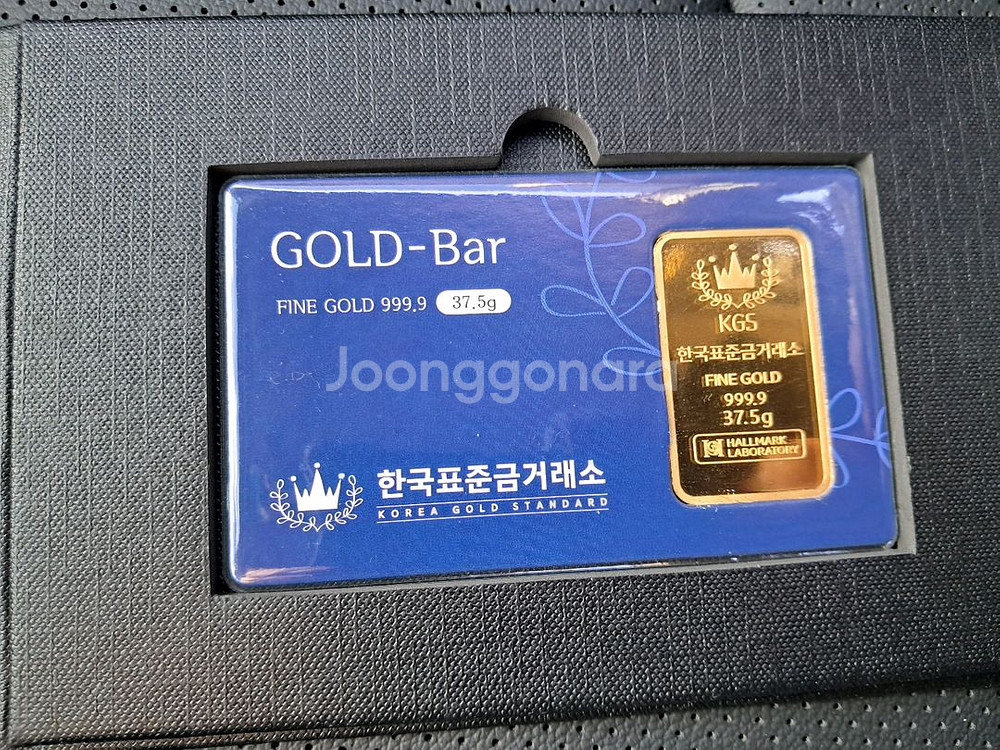 GOLD-Bar
FINE GOLD 999.9 37.5g
Joonggonara
한국표준금거래소
KOREA GOLD STANDARD
KGS
한국표준금거래소
FINE GOLD
999.9
37.5g
HALLMARK
LABORATORY